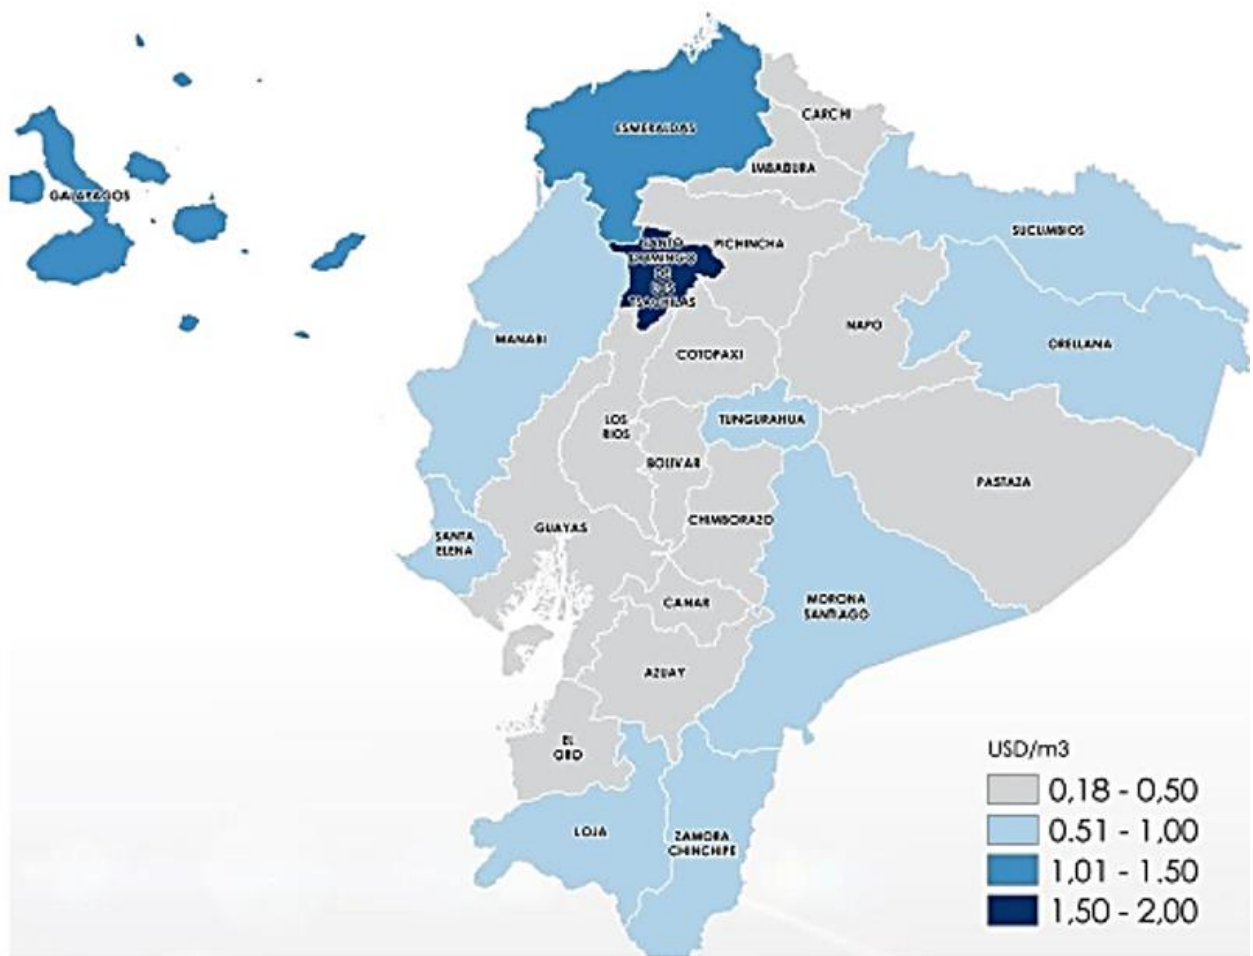 ESMERALDAS
CARCHI
IMBABURA
GALAPAGOS
SUCUMBIOS
PICHINCHA
SANTO
DOMINGO
DE
LOS
TSACHILAS
NAPO
ORELLANA
MANABI
COTOPAXI
TUNGURAHUA
LOS
RIOS
BOLIVAR
PASTAZA
CHIMBORAZO
GUAYAS
SANTA
ELENA
CANAR
MORONA
SANTIAGO
AZUAY
EL
ORO
LOJA
ZAMORA
CHINCHIPE
USD/m3
0,18 - 0,50
0.51 - 1,00
1,01 - 1.50
1,50 - 2,00